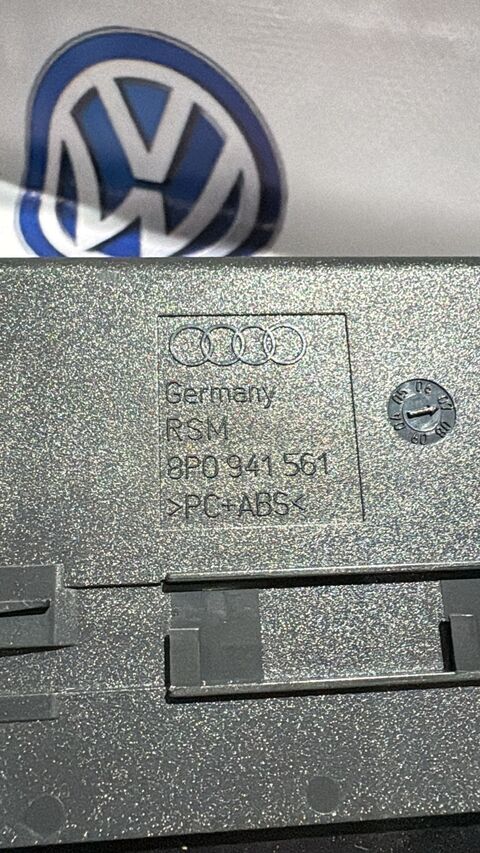 Germany
RSM
8P0 941 561
>PC+ABS<